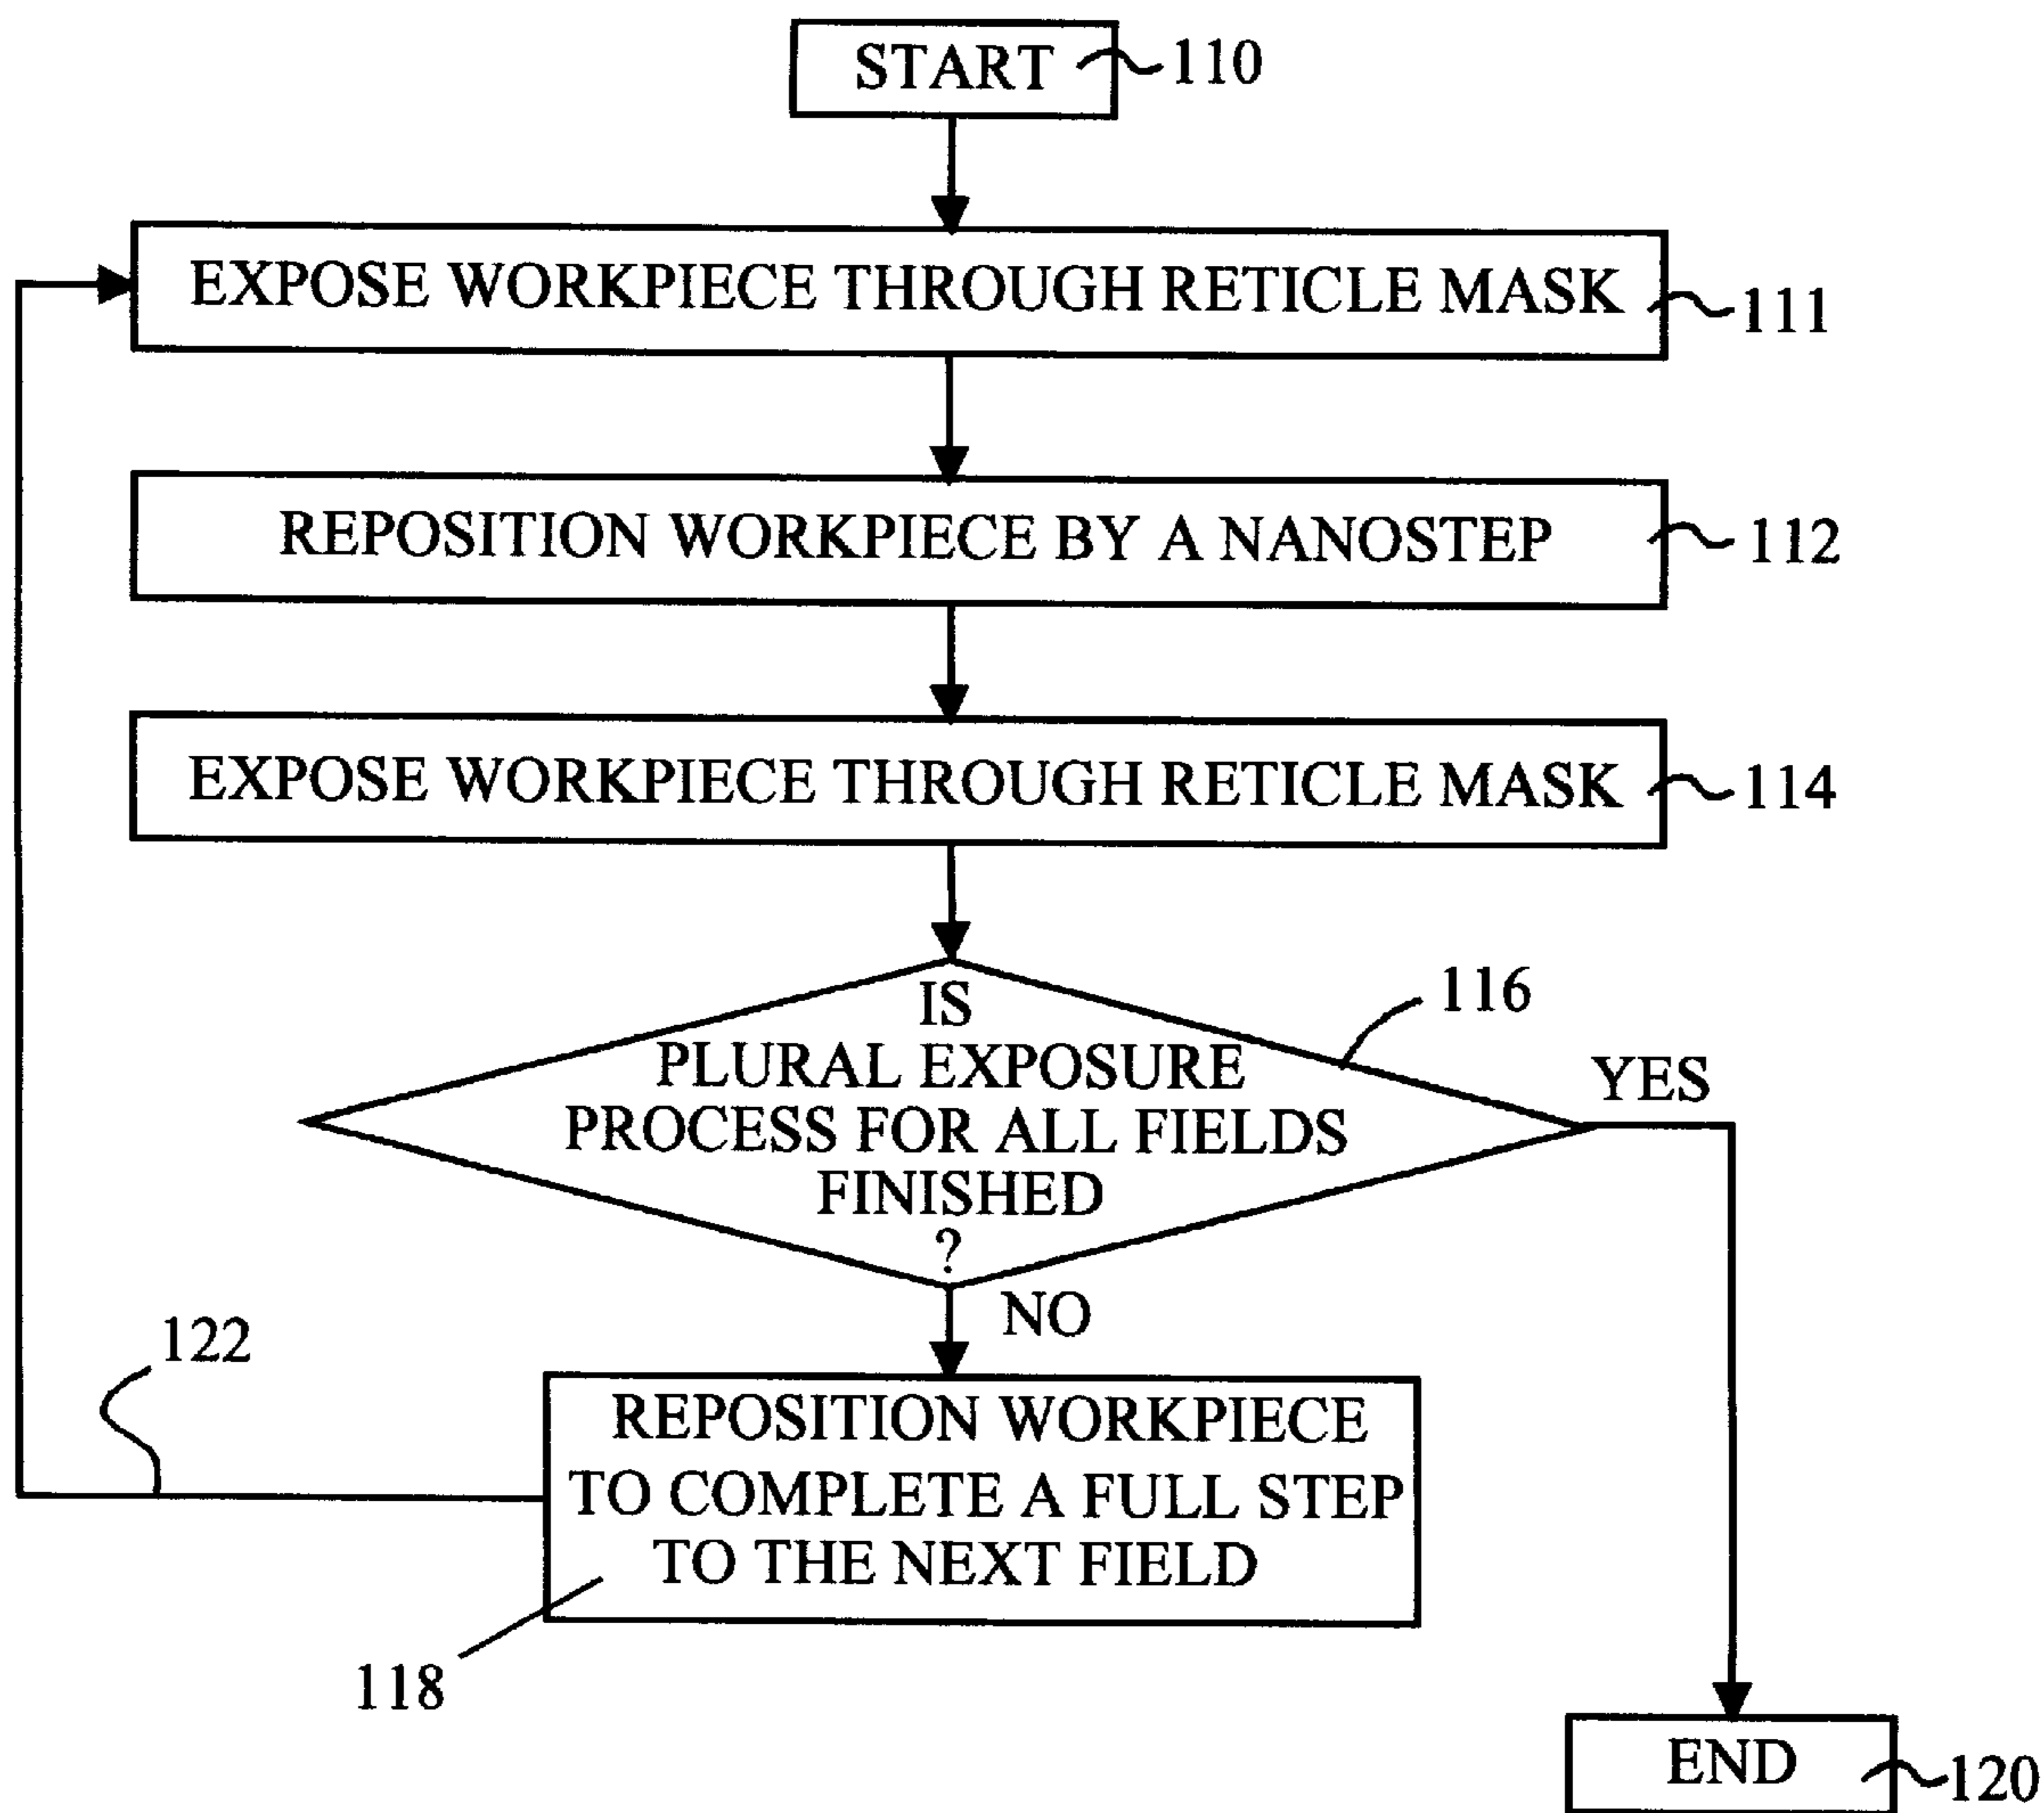 START
110
EXPOSE WORKPIECE THROUGH RETICLE MASK
111
REPOSITION WORKPIECE BY A NANOSTEP
112
EXPOSE WORKPIECE THROUGH RETICLE MASK
114
IS
PLURAL EXPOSURE
PROCESS FOR ALL FIELDS
FINISHED
?
116
YES
NO
122
REPOSITION WORKPIECE
TO COMPLETE A FULL STEP
TO THE NEXT FIELD
118
END
120